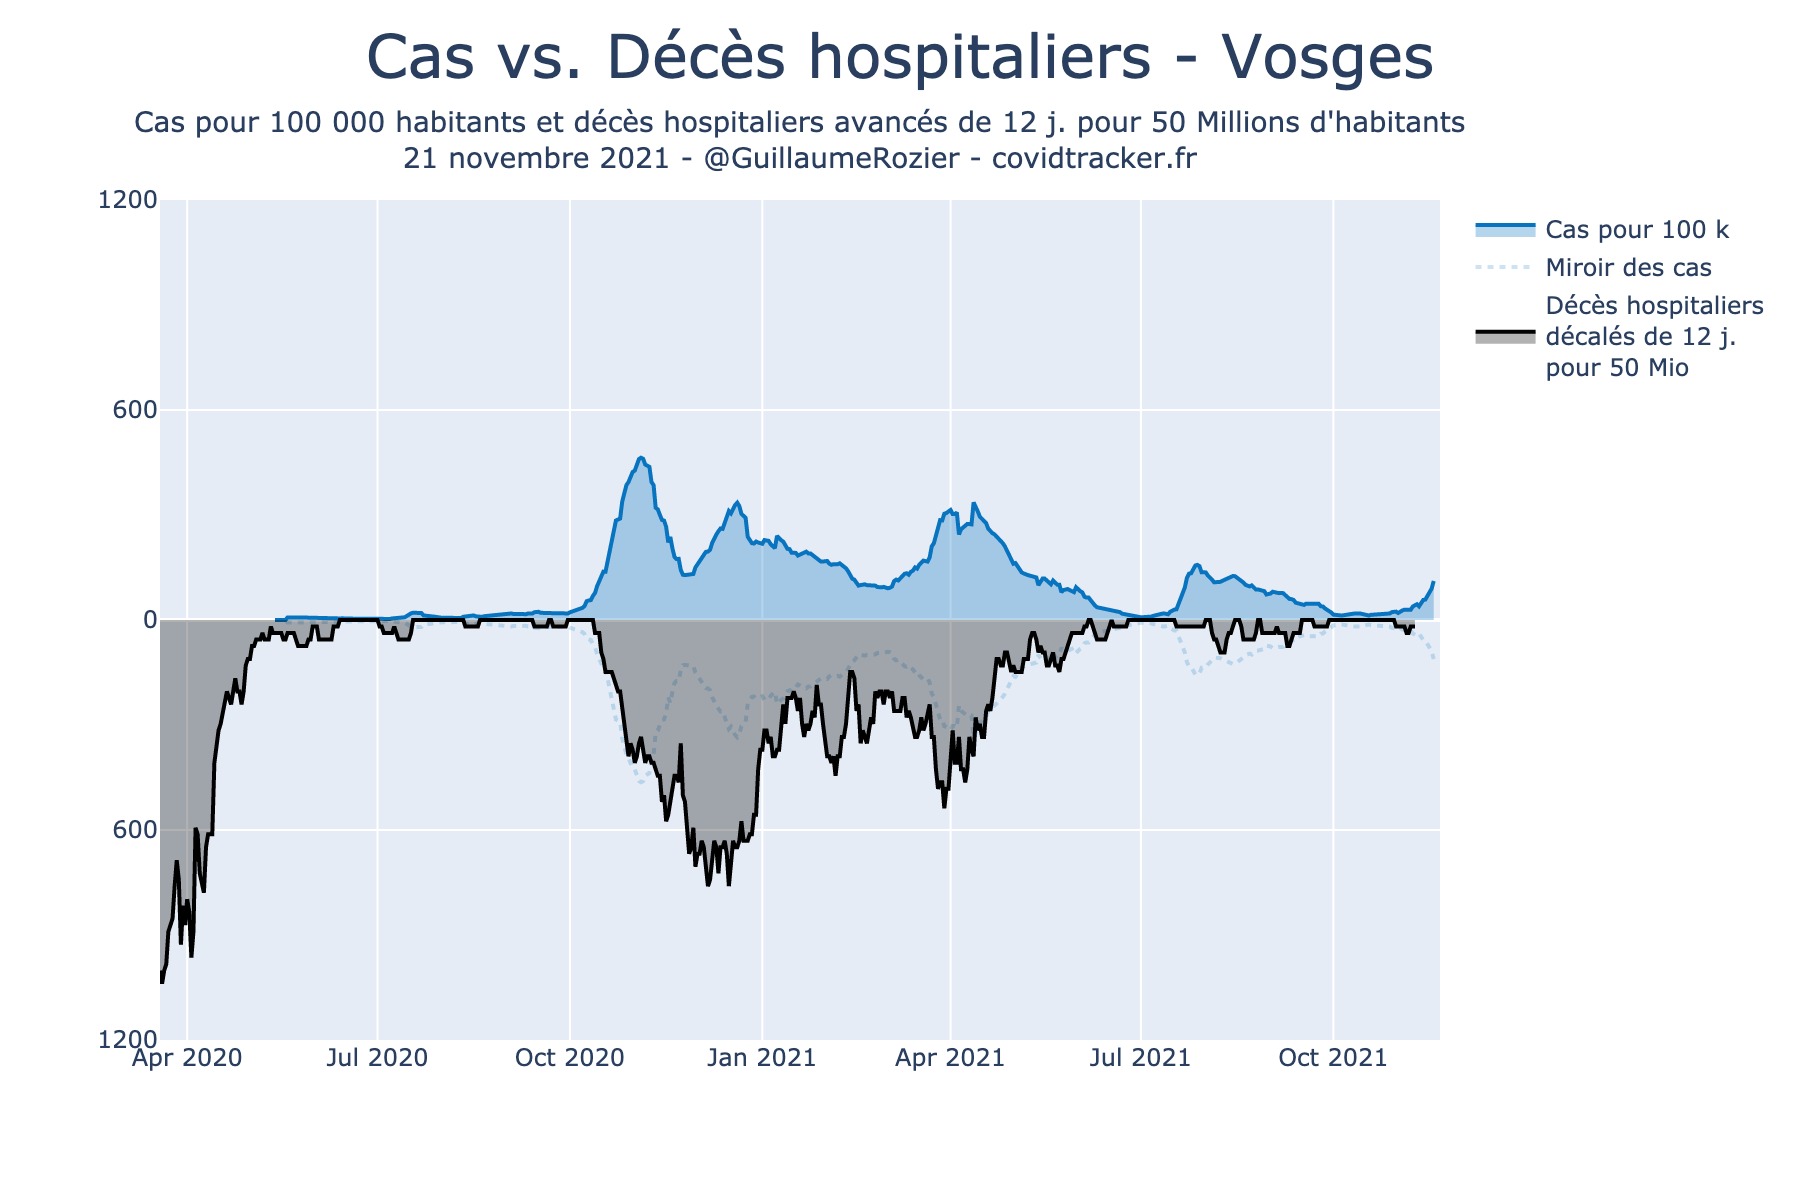 Cas vs. Décès hospitaliers - Vosges
Cas pour 100 000 habitants et décès hospitaliers avancés de 12 j. pour 50 Millions d'habitants
21 novembre 2021 - @GuillaumeRozier - covidtracker.fr
1200
600
0
600
1200
Apr 2020
Jul 2020
Oct 2020
Jan 2021
Apr 2021
Jul 2021
Oct 2021
Cas pour 100 k
Miroir des cas
Décès hospitaliers
décalés de 12 j.
pour 50 Mio